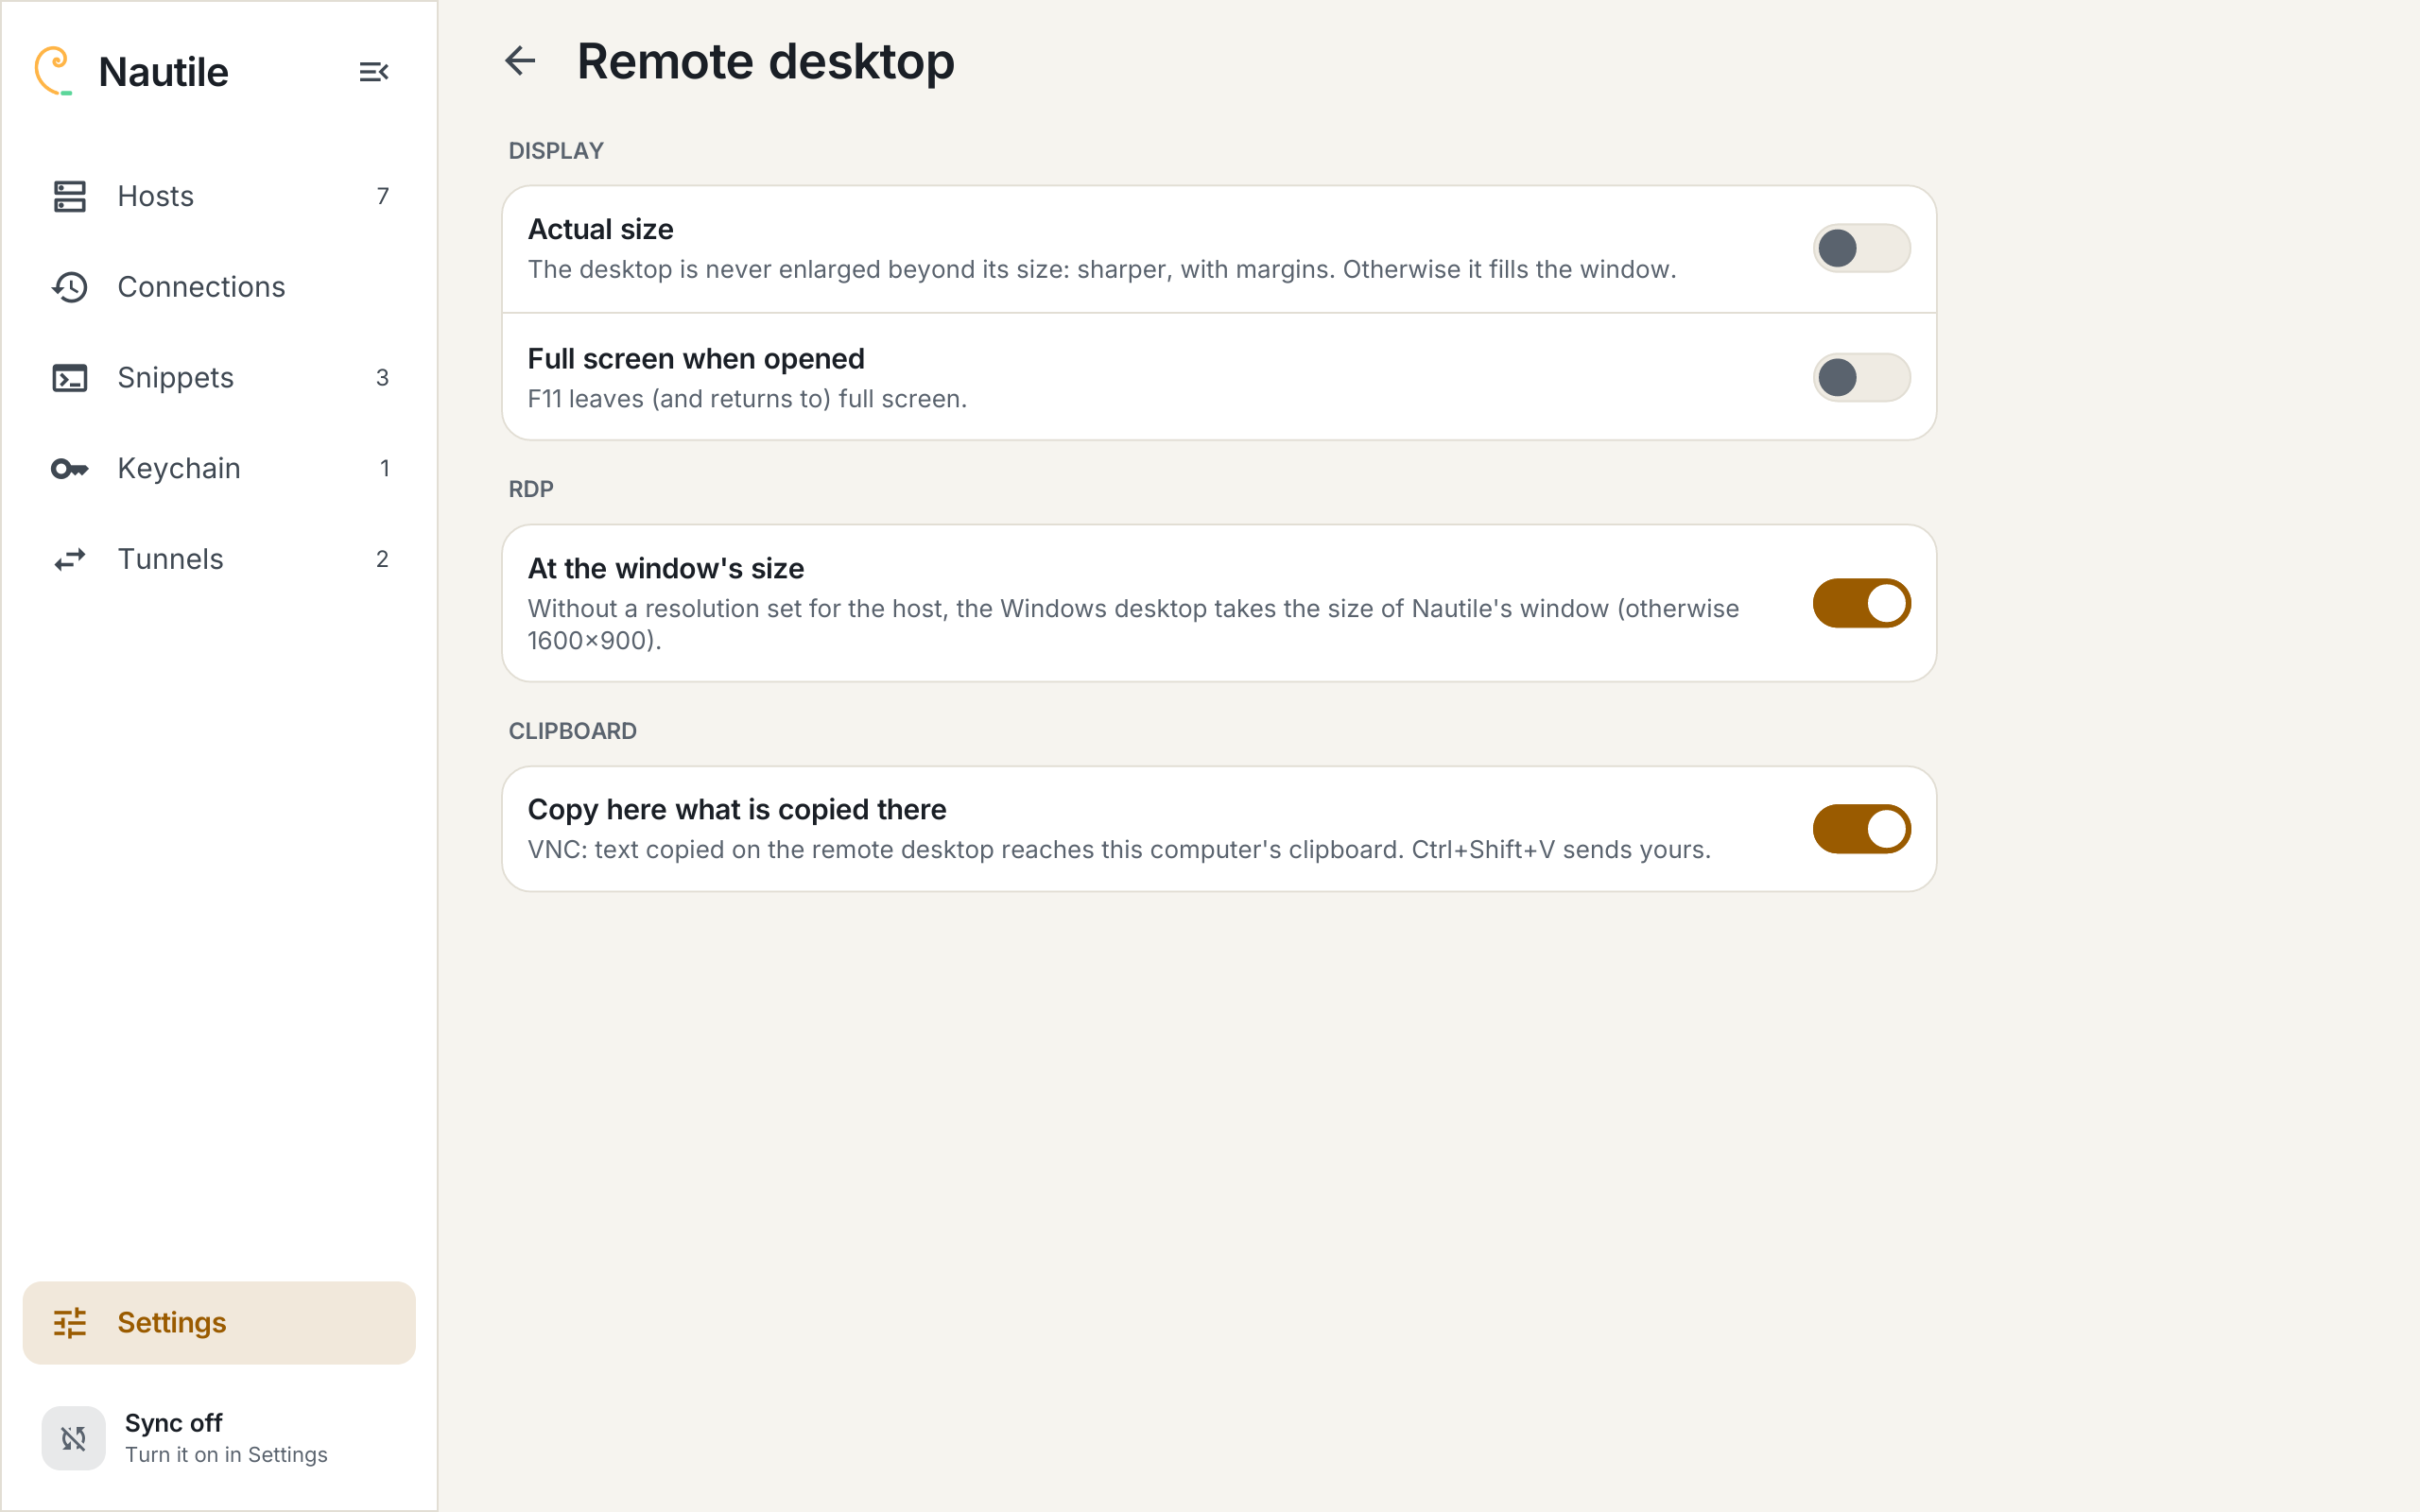 Nautile
Hosts 7
Connections
Snippets 3
Keychain 1
Tunnels 2
Settings
Sync off
Turn it on in Settings
Remote desktop
DISPLAY
Actual size
The desktop is never enlarged beyond its size: sharper, with margins. Otherwise it fills the window.
Full screen when opened
F11 leaves (and returns to) full screen.
RDP
At the window's size
Without a resolution set for the host, the Windows desktop takes the size of Nautile's window (otherwise
1600×900).
CLIPBOARD
Copy here what is copied there
VNC: text copied on the remote desktop reaches this computer's clipboard. Ctrl+Shift+V sends yours.